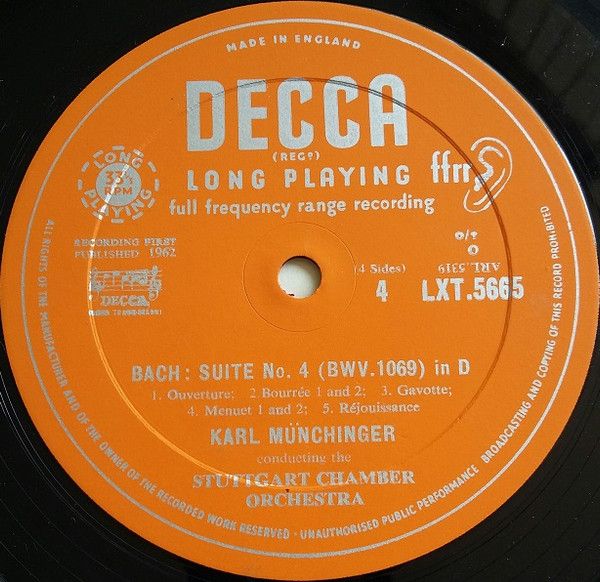 MADE IN ENGLAND
DECCA
(REGD)
LONG PLAYING
ffrr
full frequency range recording
LONG
33⅓
RPM
PLAYING
RECORDING FIRST
PUBLISHED 1962
DECCA
(4 Sides)
4
O/T
O
ARL.5319
LXT.5665
BACH: SUITE No. 4 (BWV.1069) in D
1. Ouverture; 2 Bourrée 1 and 2; 3. Gavotte;
4. Menuet 1 and 2; 5. Réjouissance
KARL MÜNCHINGER
conducting the
STUTTGART CHAMBER
ORCHESTRA
ALL RIGHTS OF THE MANUFACTURER AND OF THE OWNER OF THE RECORDED WORK RESERVED · UNAUTHORISED PUBLIC PERFORMANCE BROADCASTING AND COPYING OF THIS RECORD PROHIBITED